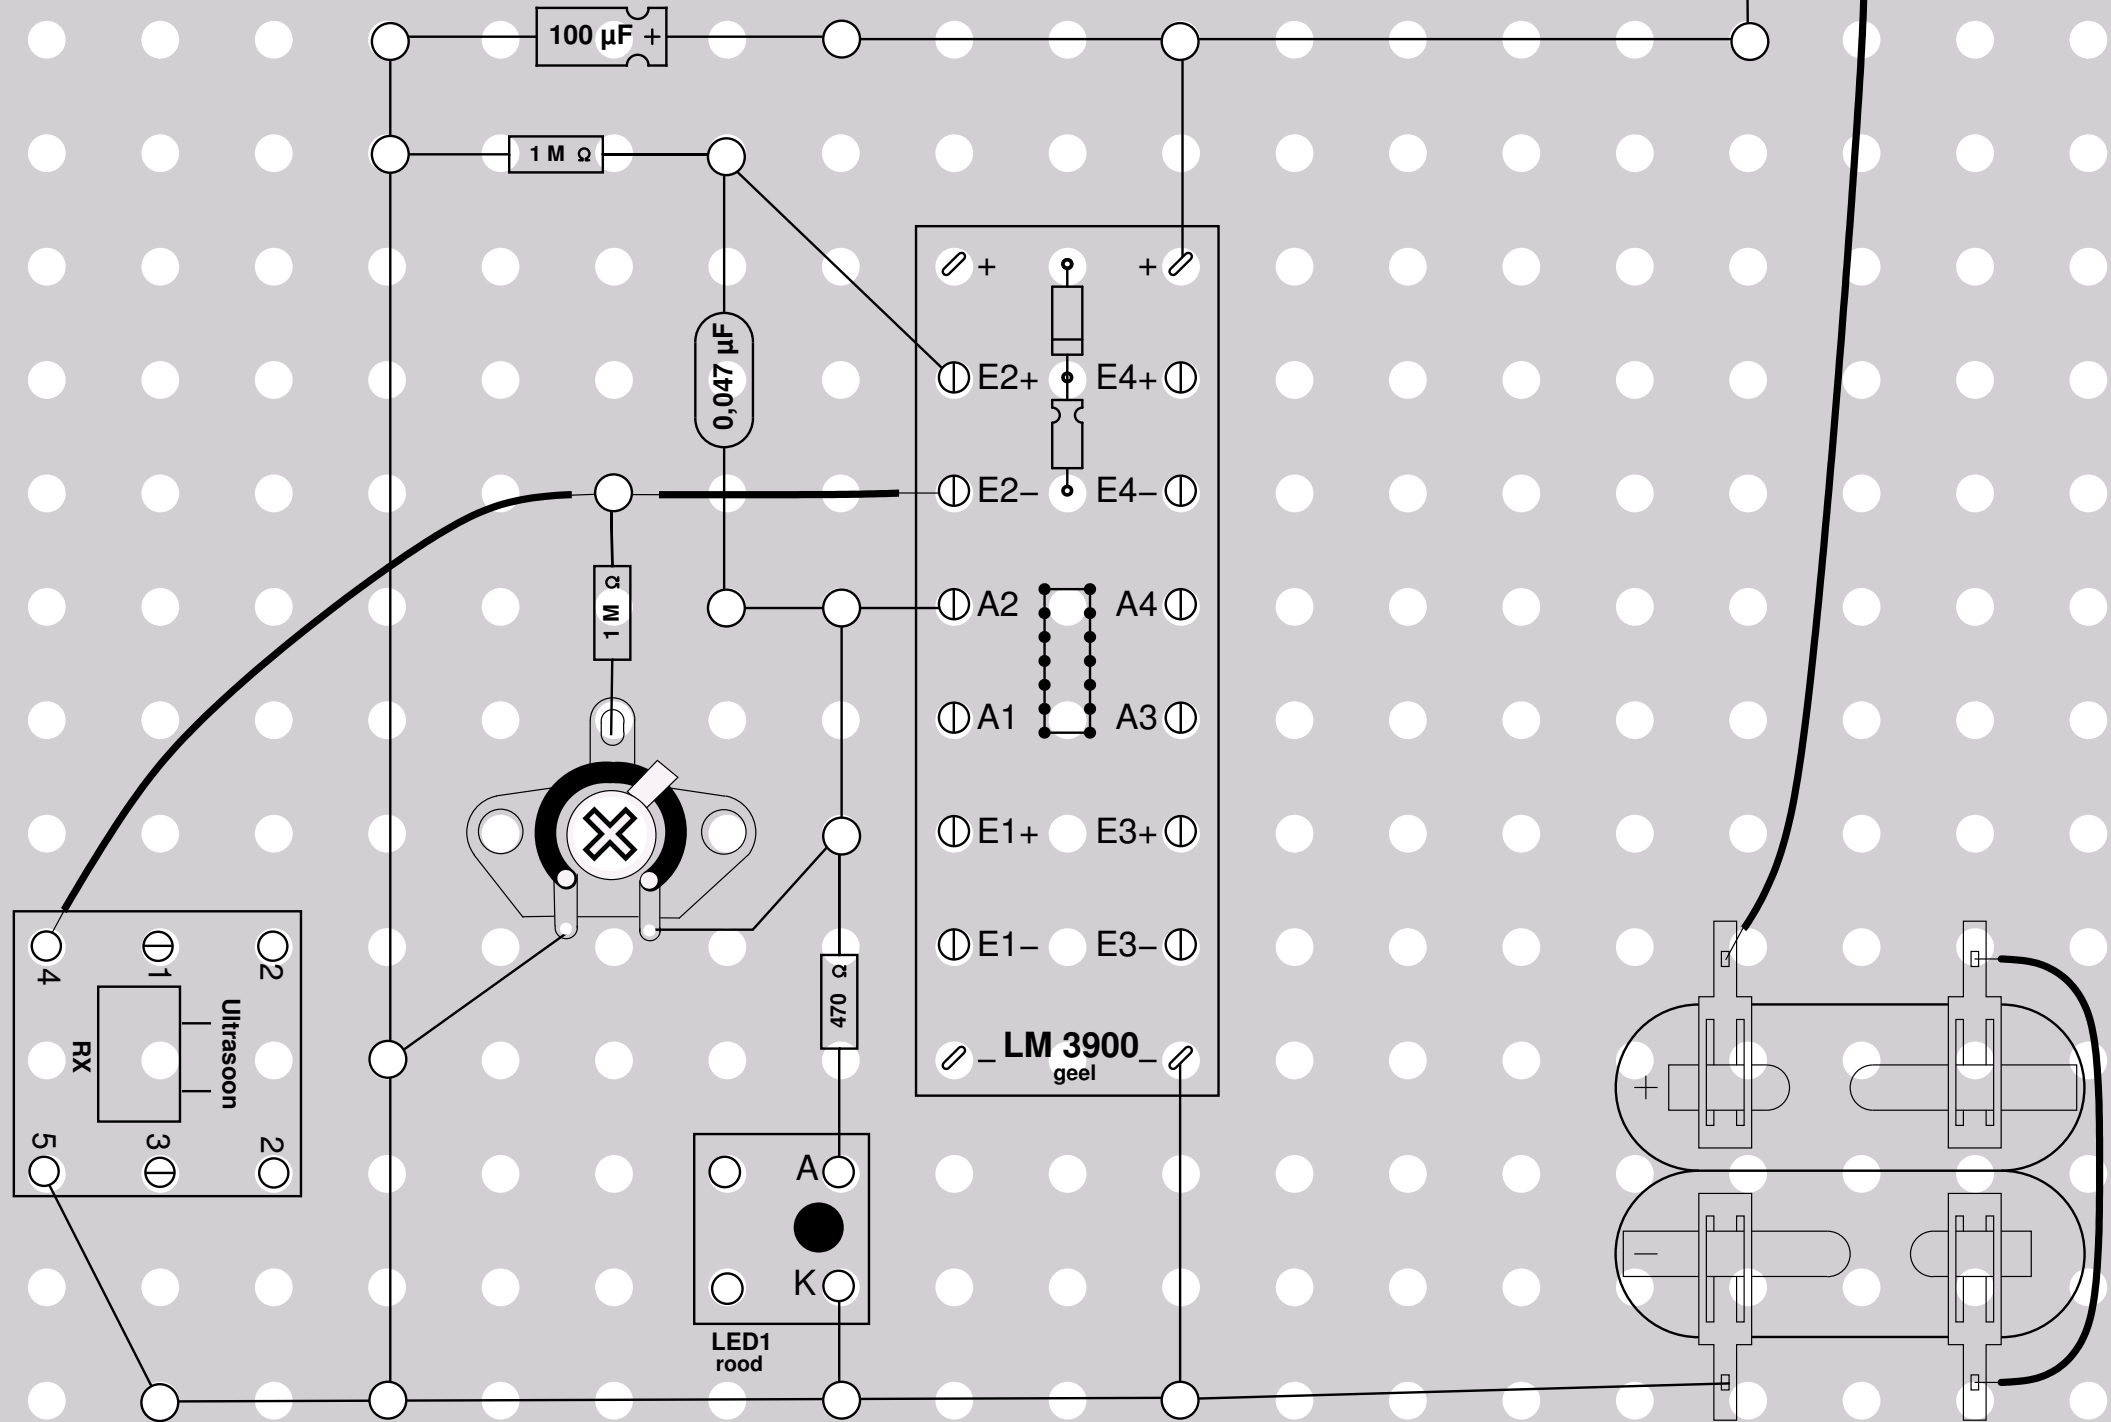 100 µF +
1 M Ω
+ +
0,047 µF
E2+ E4+
E2− E4−
1 M Ω
A2 A4
A1 A3
E1+ E3+
E1− E3−
4 1 2
470 Ω
Ultrasoon
RX
− LM 3900 −
geel
+
5 3 2
A
K
−
LED1
rood